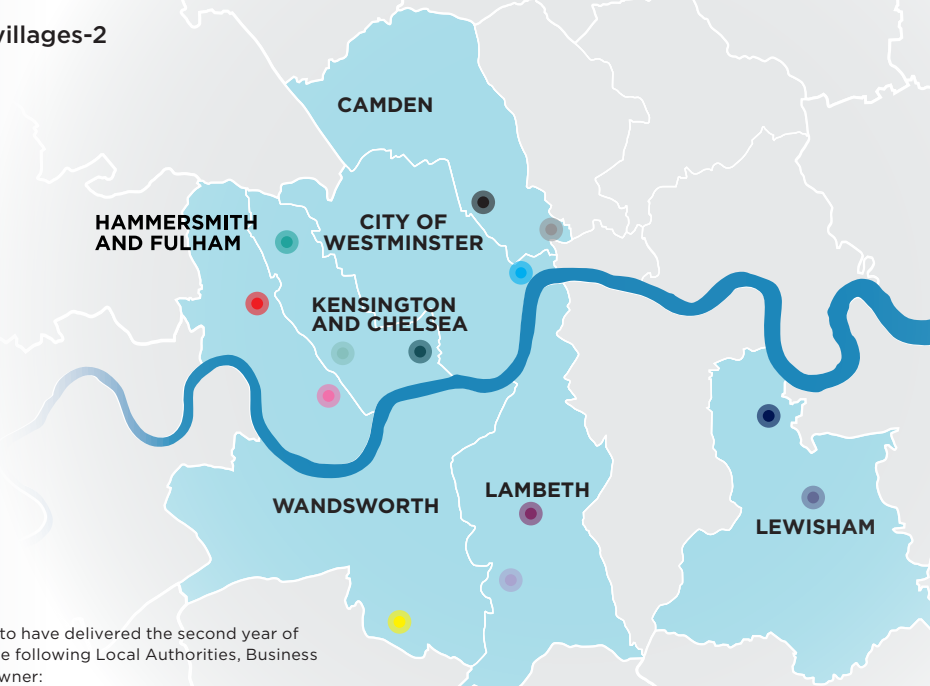 villages-2
CAMDEN
HAMMERSMITH
AND FULHAM
CITY OF
WESTMINSTER
KENSINGTON
AND CHELSEA
WANDSWORTH
LAMBETH
LEWISHAM
to have delivered the second year of
e following Local Authorities, Business
wner: